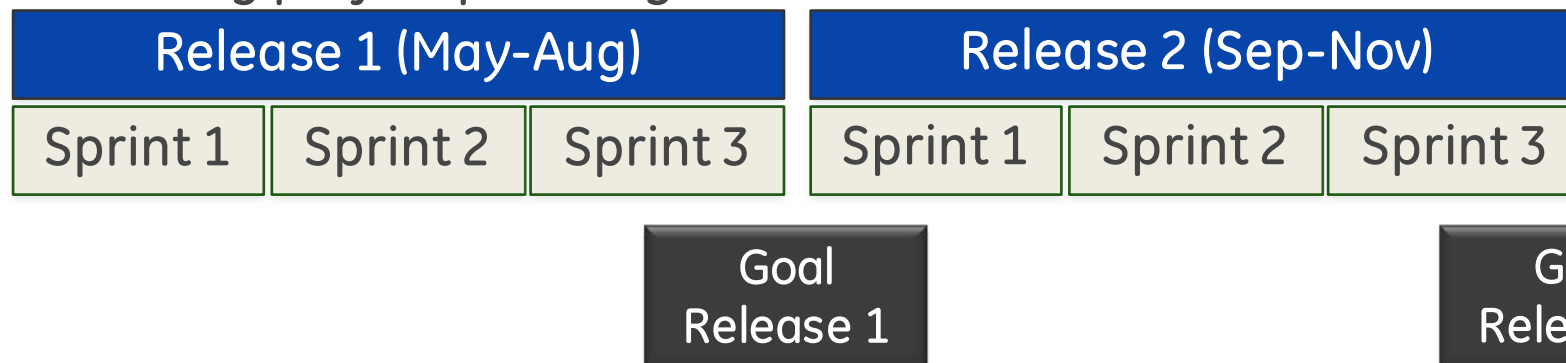 Release 1 (May-Aug)
Release 2 (Sep-Nov)
Sprint 1
Sprint 2
Sprint 3
Sprint 1
Sprint 2
Sprint 3
Goal
Release 1